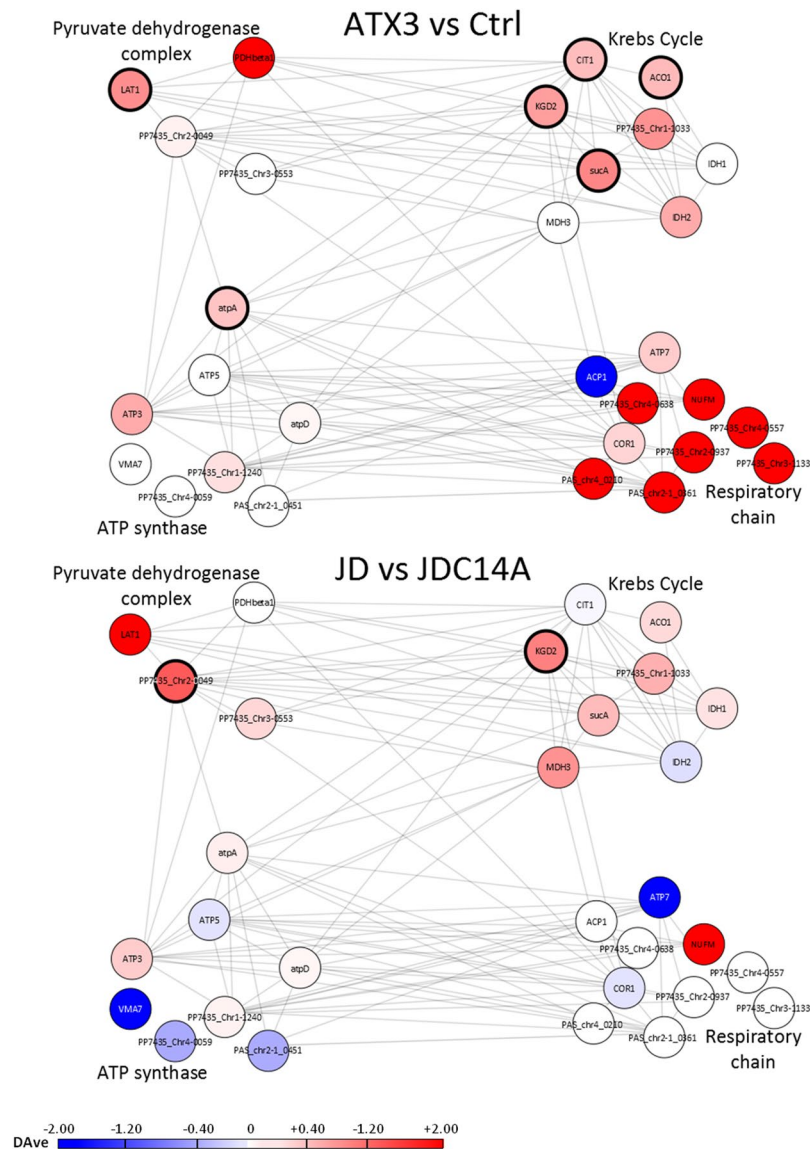 ATX3 vs Ctrl
Pyruvate dehydrogenase
complex
Krebs Cycle
PDHbeta1
LAT1
CIT1
ACO1
KGD2
PP7435_Chr2-0049
PP7435_Chr1-1033
PP7435_Chr3-0553
sucA
IDH1
MDH3
IDH2
atpA
ATP5
ATP7
ACP1
ATP3
PP7435_Chr4-0638
NUFM
atpD
PP7435_Chr4-0557
COR1
PP7435_Chr2-0937
VMA7
PP7435_Chr1-1240
PP7435_Chr3-1133
PP7435_Chr4-0059
PAS_chr2-1_0451
PAS_chr4_0210
PAS_chr2-1_0361
ATP synthase
Respiratory
chain
JD vs JDC14A
Pyruvate dehydrogenase
complex
Krebs Cycle
PDHbeta1
LAT1
CIT1
ACO1
KGD2
PP7435_Chr2-0049
PP7435_Chr1-1033
PP7435_Chr3-0553
sucA
IDH1
MDH3
IDH2
atpA
ATP5
ATP7
ACP1
ATP3
PP7435_Chr4-0638
NUFM
atpD
PP7435_Chr4-0557
COR1
PP7435_Chr2-0937
VMA7
PP7435_Chr1-1240
PP7435_Chr3-1133
PP7435_Chr4-0059
PAS_chr2-1_0451
PAS_chr4_0210
PAS_chr2-1_0361
ATP synthase
Respiratory
chain
-2.00 -1.20 -0.40 0 +0.40 -1.20 +2.00
DAve